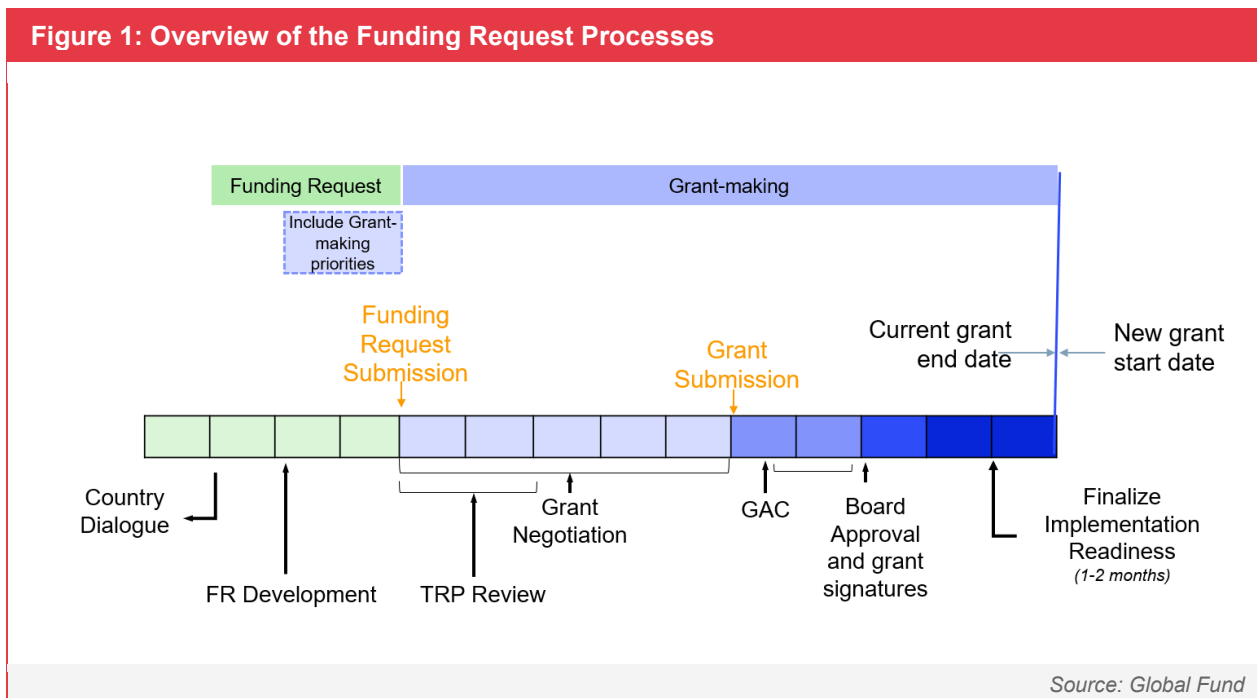 Figure 1: Overview of the Funding Request Processes
Funding Request
Grant-making
Include Grant-
making
priorities
Funding
Request
Submission
Grant
Submission
Current grant
end date
New grant
start date
Country
Dialogue
FR Development
TRP Review
Grant
Negotiation
GAC
Board
Approval
and grant
signatures
Finalize
Implementation
Readiness
(1-2 months)
Source: Global Fund